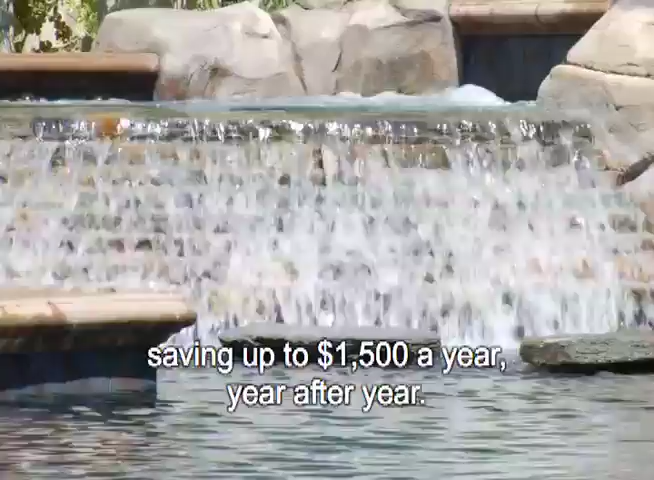 saving up to $1,500 a year,
year after year.